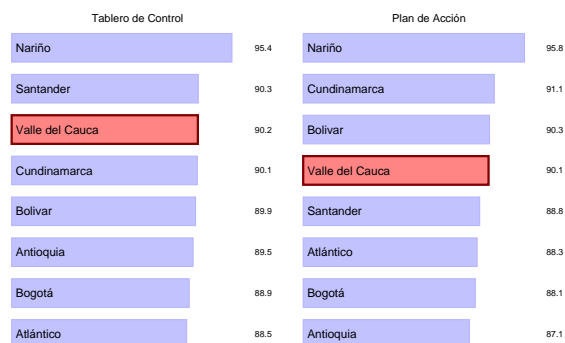 Tablero de Control
Nariño 95.4
Santander 90.3
Valle del Cauca 90.2
Cundinamarca 90.1
Bolivar 89.9
Antioquia 89.5
Bogotá 88.9
Atlántico 88.5
Plan de Acción
Nariño 95.8
Cundinamarca 91.1
Bolivar 90.3
Valle del Cauca 90.1
Santander 88.8
Atlántico 88.3
Bogotá 88.1
Antioquia 87.1